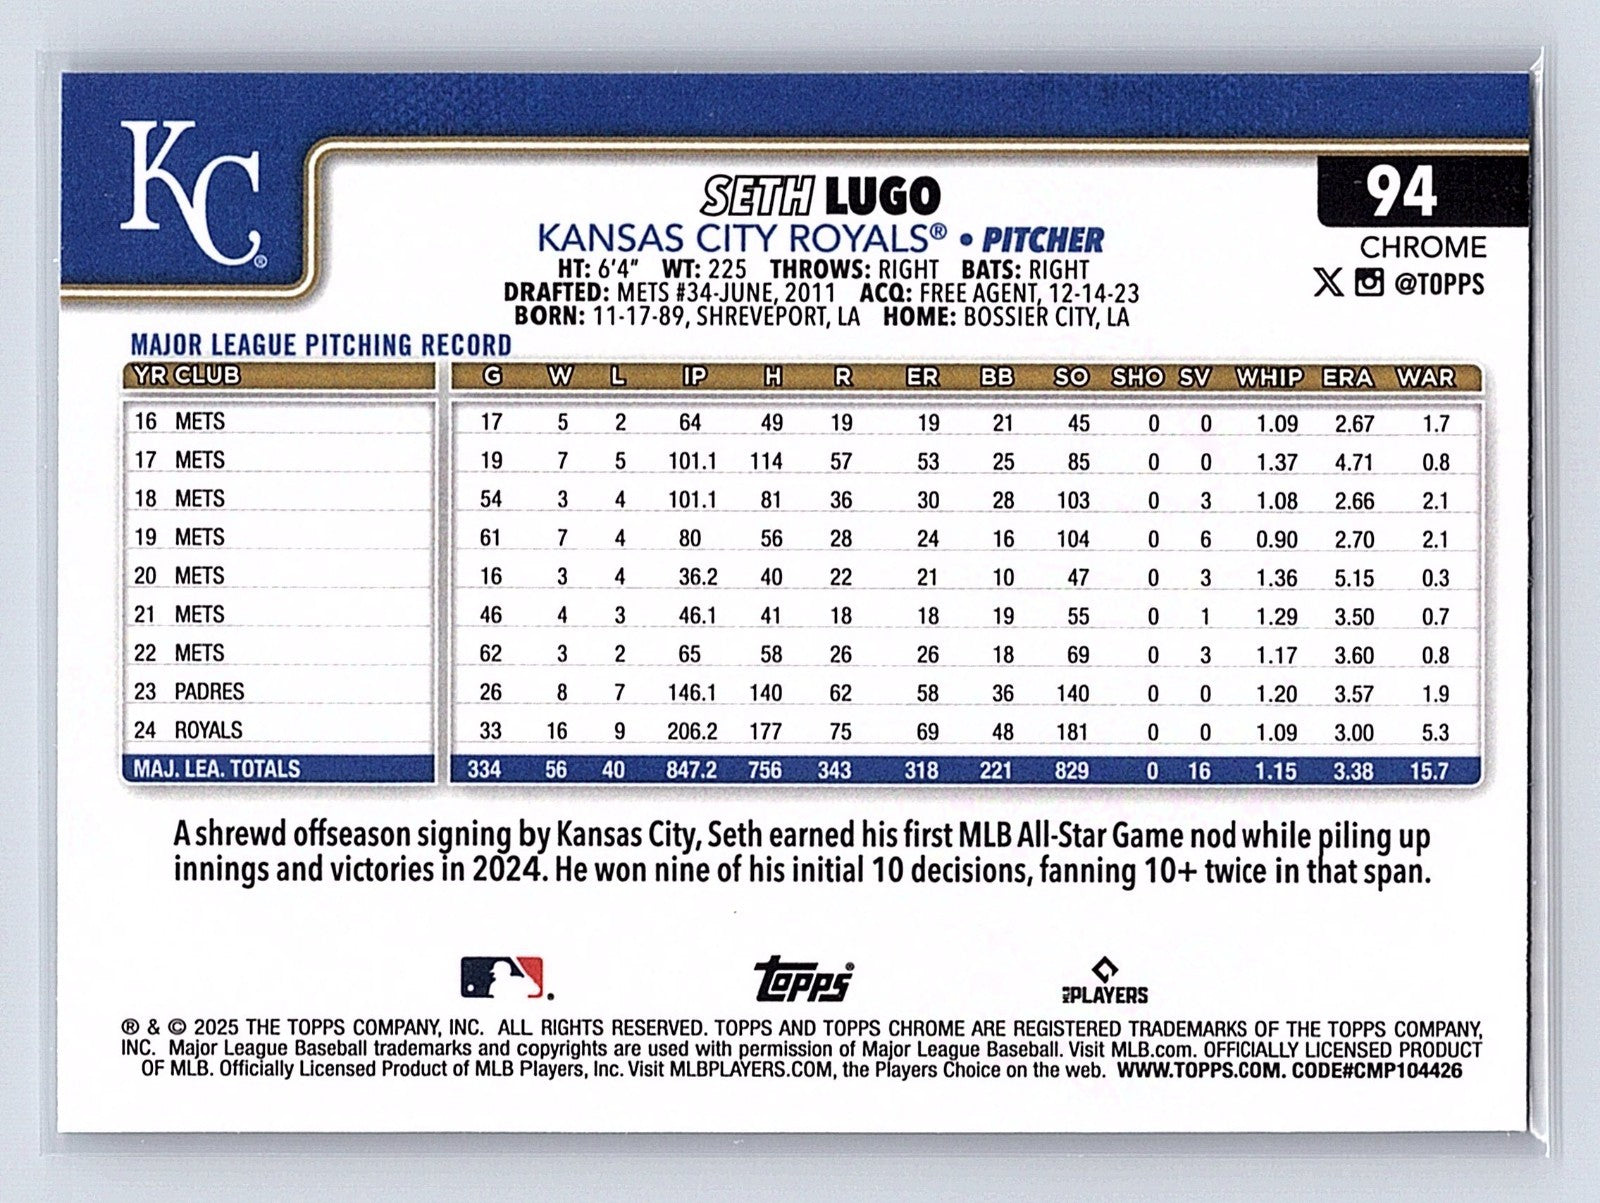 KC®
94
SETH LUGO
KANSAS CITY ROYALS® • PITCHER
CHROME
HT: 6'4" WT: 225 THROWS: RIGHT BATS: RIGHT
@TOPPS
DRAFTED: METS #34-JUNE, 2011 ACQ: FREE AGENT, 12-14-23
BORN: 11-17-89, SHREVEPORT, LA HOME: BOSSIER CITY, LA
MAJOR LEAGUE PITCHING RECORD
YR CLUB G W L IP H R ER BB SO SHO SV WHIP ERA WAR
16 METS 17 5 2 64 49 19 19 21 45 0 0 1.09 2.67 1.7
17 METS 19 7 5 101.1 114 57 53 25 85 0 0 1.37 4.71 0.8
18 METS 54 3 4 101.1 81 36 30 28 103 0 3 1.08 2.66 2.1
19 METS 61 7 4 80 56 28 24 16 104 0 6 0.90 2.70 2.1
20 METS 16 3 4 36.2 40 22 21 10 47 0 3 1.36 5.15 0.3
21 METS 46 4 3 46.1 41 18 18 19 55 0 1 1.29 3.50 0.7
22 METS 62 3 2 65 58 26 26 18 69 0 3 1.17 3.60 0.8
23 PADRES 26 8 7 146.1 140 62 58 36 140 0 0 1.20 3.57 1.9
24 ROYALS 33 16 9 206.2 177 75 69 48 181 0 0 1.09 3.00 5.3
MAJ. LEA. TOTALS 334 56 40 847.2 756 343 318 221 829 0 16 1.15 3.38 15.7
A shrewd offseason signing by Kansas City, Seth earned his first MLB All-Star Game nod while piling up
innings and victories in 2024. He won nine of his initial 10 decisions, fanning 10+ twice in that span.
Topps®
MLBPLAYERS
® & © 2025 THE TOPPS COMPANY, INC. ALL RIGHTS RESERVED. TOPPS AND TOPPS CHROME ARE REGISTERED TRADEMARKS OF THE TOPPS COMPANY,
INC. Major League Baseball trademarks and copyrights are used with permission of Major League Baseball. Visit MLB.com. OFFICIALLY LICENSED PRODUCT
OF MLB. Officially Licensed Product of MLB Players, Inc. Visit MLBPLAYERS.COM, the Players Choice on the web. WWW.TOPPS.COM. CODE#CMP104426